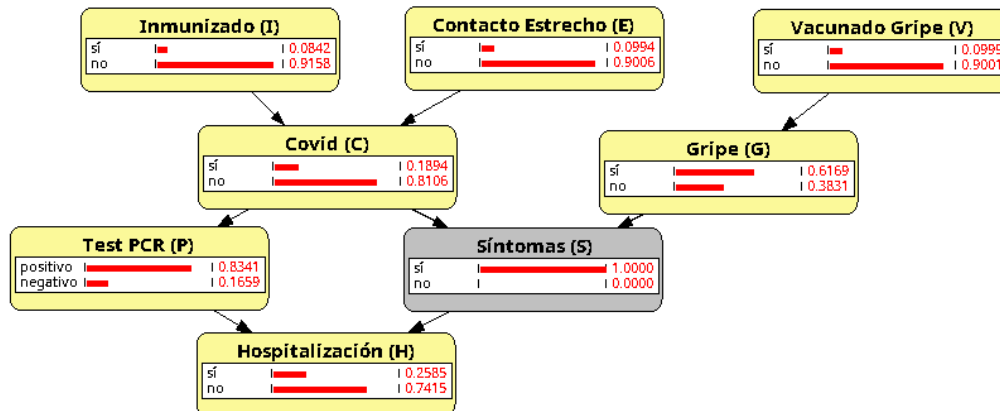 Inmunizado (I)
sí 0.0842
no 0.9158
Contacto Estrecho (E)
sí 0.0994
no 0.9006
Vacunado Gripe (V)
sí 0.0999
no 0.9001
Covid (C)
sí 0.1894
no 0.8106
Gripe (G)
sí 0.6169
no 0.3831
Test PCR (P)
positivo 0.8341
negativo 0.1659
Síntomas (S)
sí 1.0000
no 0.0000
Hospitalización (H)
sí 0.2585
no 0.7415